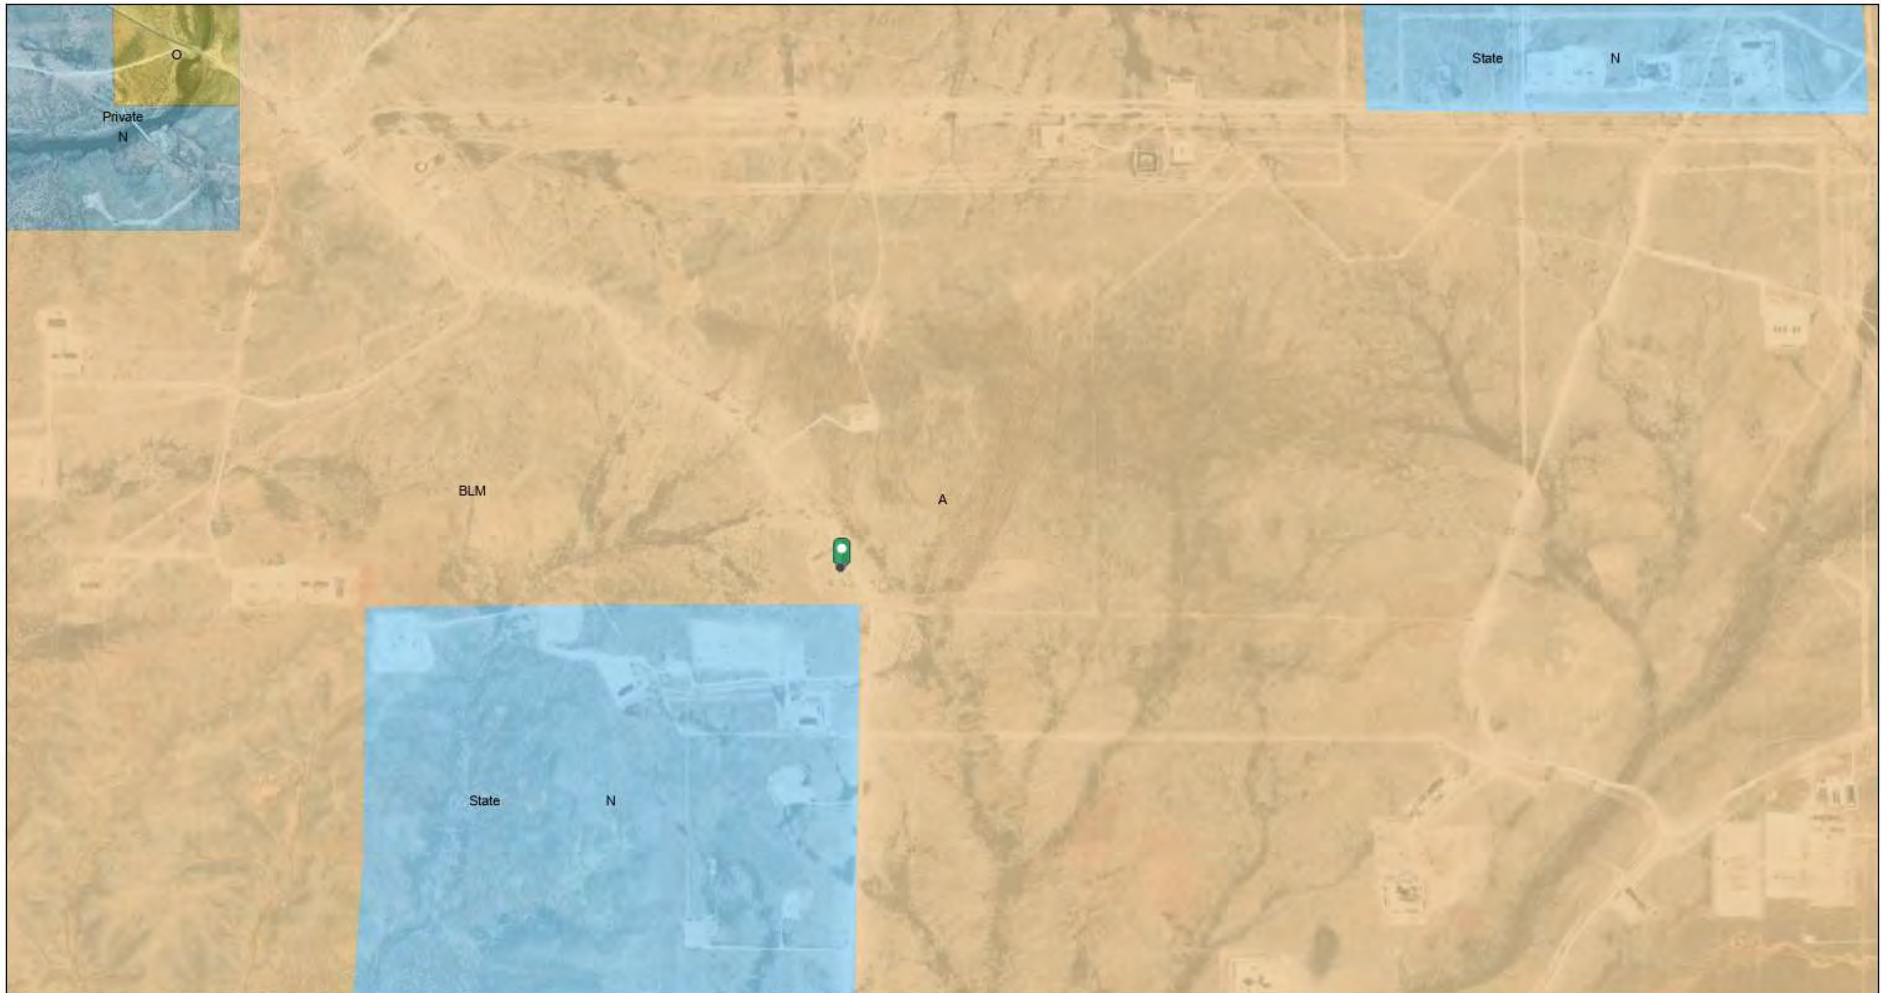 O
State N
Private
N
BLM
A
State N